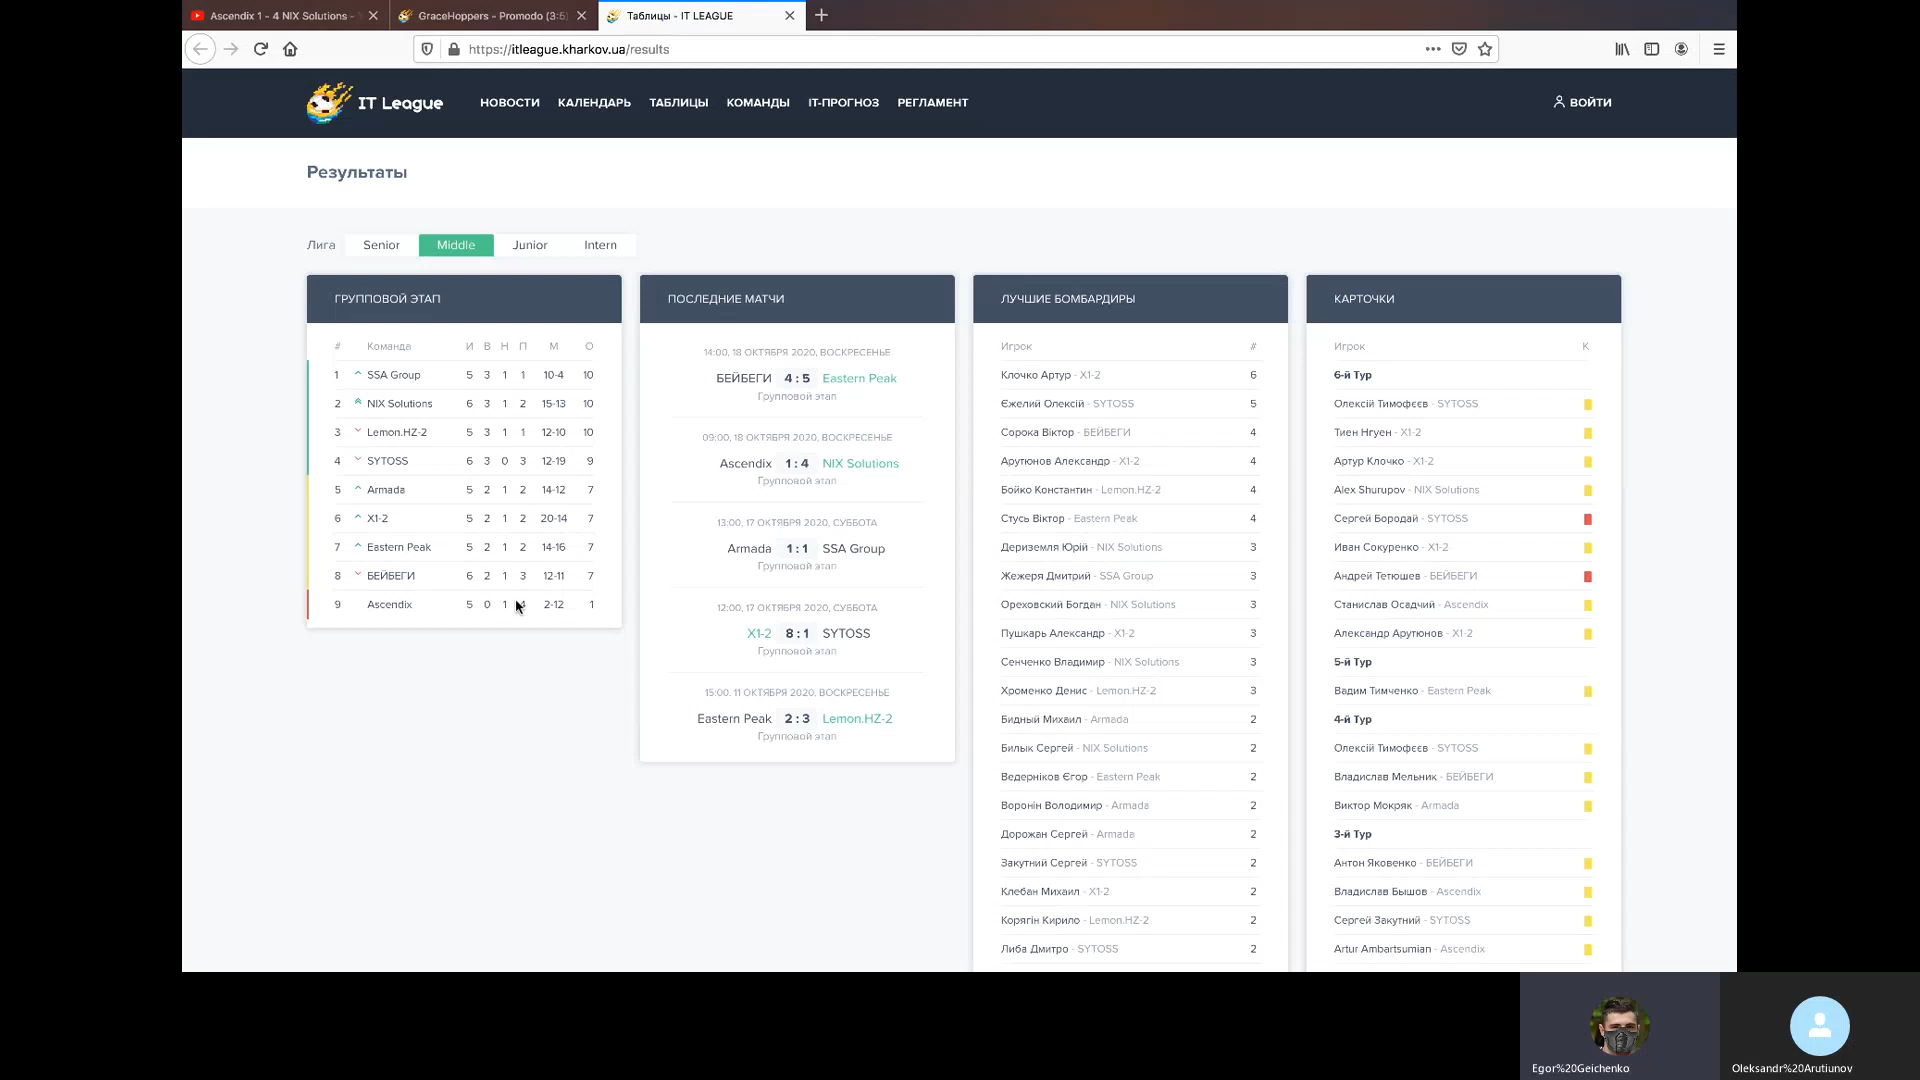 Ascendix 1 - 4 NIX Solutions -
GraceHoppers - Promodo (3:5)
Таблицы - IT LEAGUE
https://itleague.kharkov.ua/results
IT League
НОВОСТИ КАЛЕНДАРЬ ТАБЛИЦЫ КОМАНДЫ IT-ПРОГНОЗ РЕГЛАМЕНТ
ВОЙТИ
Результаты
Лига Senior Middle Junior Intern
ГРУППОВОЙ ЭТАП
# Команда И В Н П М О
1 SSA Group 5 3 1 1 10-4 10
2 NIX Solutions 6 3 1 2 15-13 10
3 Lemon.HZ-2 5 3 1 1 12-10 10
4 SYTOSS 6 3 0 3 12-19 9
5 Armada 5 2 1 2 14-12 7
6 X1-2 5 2 1 2 20-14 7
7 Eastern Peak 5 2 1 2 14-16 7
8 БЕЙБЕГИ 6 2 1 3 12-11 7
9 Ascendix 5 0 1 4 2-12 1
ПОСЛЕДНИЕ МАТЧИ
14:00, 18 ОКТЯБРЯ 2020, ВОСКРЕСЕНЬЕ
БЕЙБЕГИ 4 : 5 Eastern Peak
Групповой этап
09:00, 18 ОКТЯБРЯ 2020, ВОСКРЕСЕНЬЕ
Ascendix 1 : 4 NIX Solutions
Групповой этап
13:00, 17 ОКТЯБРЯ 2020, СУББОТА
Armada 1 : 1 SSA Group
Групповой этап
12:00, 17 ОКТЯБРЯ 2020, СУББОТА
X1-2 8 : 1 SYTOSS
Групповой этап
15:00, 11 ОКТЯБРЯ 2020, ВОСКРЕСЕНЬЕ
Eastern Peak 2 : 3 Lemon.HZ-2
Групповой этап
ЛУЧШИЕ БОМБАРДИРЫ
Игрок #
Клочко Артур - X1-2 6
Єжелий Олексій - SYTOSS 5
Сорока Віктор - БЕЙБЕГИ 4
Арутюнов Александр - X1-2 4
Бойко Константин - Lemon.HZ-2 4
Стусь Віктор - Eastern Peak 4
Дериземля Юрій - NIX Solutions 3
Жежеря Дмитрий - SSA Group 3
Ореховский Богдан - NIX Solutions 3
Пушкарь Александр - X1-2 3
Сенченко Владимир - NIX Solutions 3
Хроменко Денис - Lemon.HZ-2 3
Бидный Михаил - Armada 2
Билык Сергей - NIX Solutions 2
Ведерніков Єгор - Eastern Peak 2
Воронін Володимир - Armada 2
Дорожан Сергей - Armada 2
Закутний Сергей - SYTOSS 2
Клебан Михаил - X1-2 2
Корягін Кирило - Lemon.HZ-2 2
Либа Дмитро - SYTOSS 2
КАРТОЧКИ
Игрок К
6-й Тур
Олексій Тимофєєв - SYTOSS
Тиен Нгуен - X1-2
Артур Клочко - X1-2
Alex Shurupov - NIX Solutions
Сергей Бородай - SYTOSS
Иван Сокуренко - X1-2
Андрей Тетюшев - БЕЙБЕГИ
Станислав Осадчий - Ascendix
Александр Арутюнов - X1-2
5-й Тур
Вадим Тимченко - Eastern Peak
4-й Тур
Олексій Тимофєєв - SYTOSS
Владислав Мельник - БЕЙБЕГИ
Виктор Мокряк - Armada
3-й Тур
Антон Яковенко - БЕЙБЕГИ
Владислав Бышов - Ascendix
Сергей Закутний - SYTOSS
Artur Ambartsumian - Ascendix
Egor%20Geichenko
Oleksandr%20Arutiunov